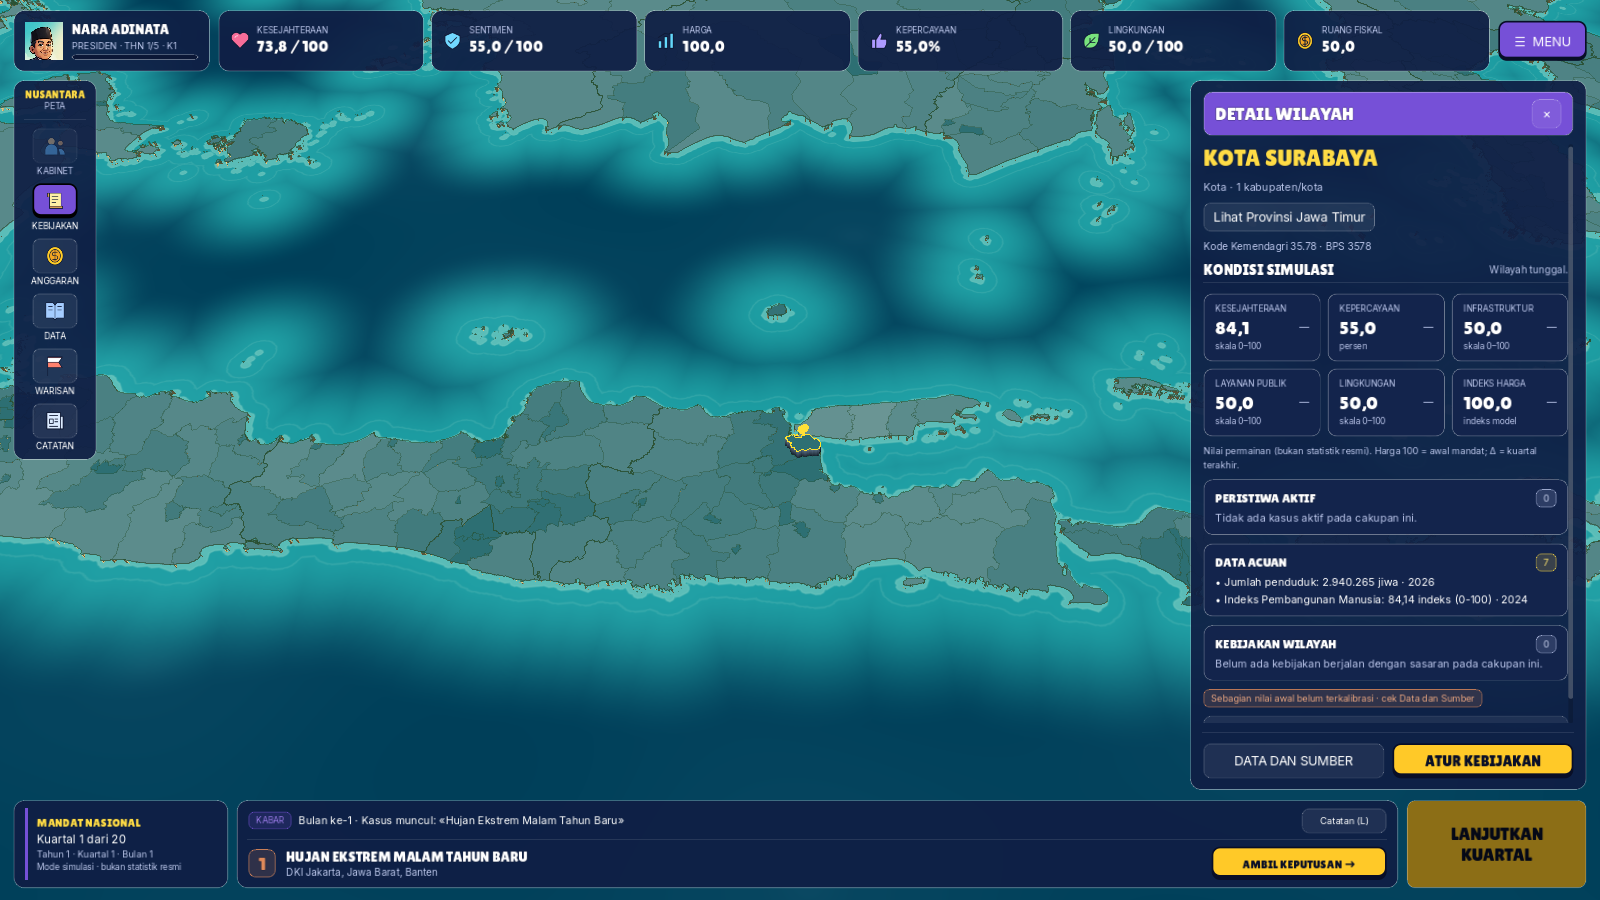 NARA ADINATA
PRESIDEN · THN 1/5 · K1
KESEJAHTERAAN
73,8 / 100
SENTIMEN
55,0 / 100
HARGA
100,0
KEPERCAYAAN
55,0%
LINGKUNGAN
50,0 / 100
RUANG FISKAL
50,0
☰ MENU
NUSANTARA
PETA
KABINET
KEBIJAKAN
ANGGARAN
DATA
WARISAN
CATATAN
DETAIL WILAYAH
×
KOTA SURABAYA
Kota · 1 kabupaten/kota
Lihat Provinsi Jawa Timur
Kode Kemendagri 35.78 · BPS 3578
KONDISI SIMULASI
Wilayah tunggal.
KESEJAHTERAAN
84,1 —
skala 0–100
KEPERCAYAAN
55,0 —
persen
INFRASTRUKTUR
50,0 —
skala 0–100
LAYANAN PUBLIK
50,0 —
skala 0–100
LINGKUNGAN
50,0 —
skala 0–100
INDEKS HARGA
100,0 —
indeks model
Nilai permainan (bukan statistik resmi). Harga 100 = awal mandat; Δ = kuartal
terakhir.
PERISTIWA AKTIF
0
Tidak ada kasus aktif pada cakupan ini.
DATA ACUAN
7
• Jumlah penduduk: 2.940.265 jiwa · 2026
• Indeks Pembangunan Manusia: 84,14 indeks (0-100) · 2024
KEBIJAKAN WILAYAH
0
Belum ada kebijakan berjalan dengan sasaran pada cakupan ini.
Sebagian nilai awal belum terkalibrasi · cek Data dan Sumber
DATA DAN SUMBER
ATUR KEBIJAKAN
MANDAT NASIONAL
Kuartal 1 dari 20
Tahun 1 · Kuartal 1 · Bulan 1
Mode simulasi · bukan statistik resmi
KABAR
Bulan ke-1 · Kasus muncul: «Hujan Ekstrem Malam Tahun Baru»
Catatan (L)
1
HUJAN EKSTREM MALAM TAHUN BARU
DKI Jakarta, Jawa Barat, Banten
AMBIL KEPUTUSAN →
LANJUTKAN
KUARTAL